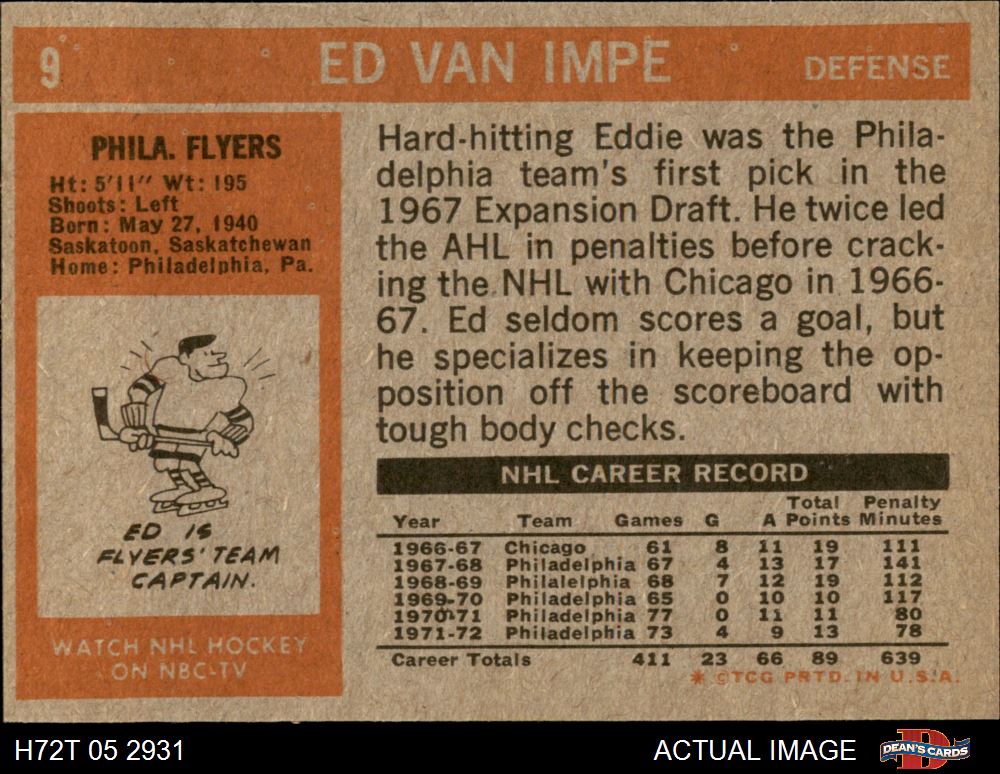 9 ED VAN IMPE DEFENSE
PHILA. FLYERS
Ht: 5'11" Wt: 195
Shoots: Left
Born: May 27, 1940
Saskatoon, Saskatchewan
Home: Philadelphia, Pa.
ED IS
FLYERS' TEAM
CAPTAIN.
WATCH NHL HOCKEY
ON NBC-TV
Hard-hitting Eddie was the Phila-
delphia team's first pick in the
1967 Expansion Draft. He twice led
the AHL in penalties before crack-
ing the NHL with Chicago in 1966-
67. Ed seldom scores a goal, but
he specializes in keeping the op-
position off the scoreboard with
tough body checks.
NHL CAREER RECORD
Year Team Games G A Total Points Penalty Minutes
1966-67 Chicago 61 8 11 19 111
1967-68 Philadelphia 67 4 13 17 141
1968-69 Philalelphia 68 7 12 19 112
1969-70 Philadelphia 65 0 10 10 117
1970-71 Philadelphia 77 0 11 11 80
1971-72 Philadelphia 73 4 9 13 78
Career Totals 411 23 66 89 639
* ©TCG PRTD. IN U.S.A.
H72T 05 2931 ACTUAL IMAGE DEAN'S CARDS